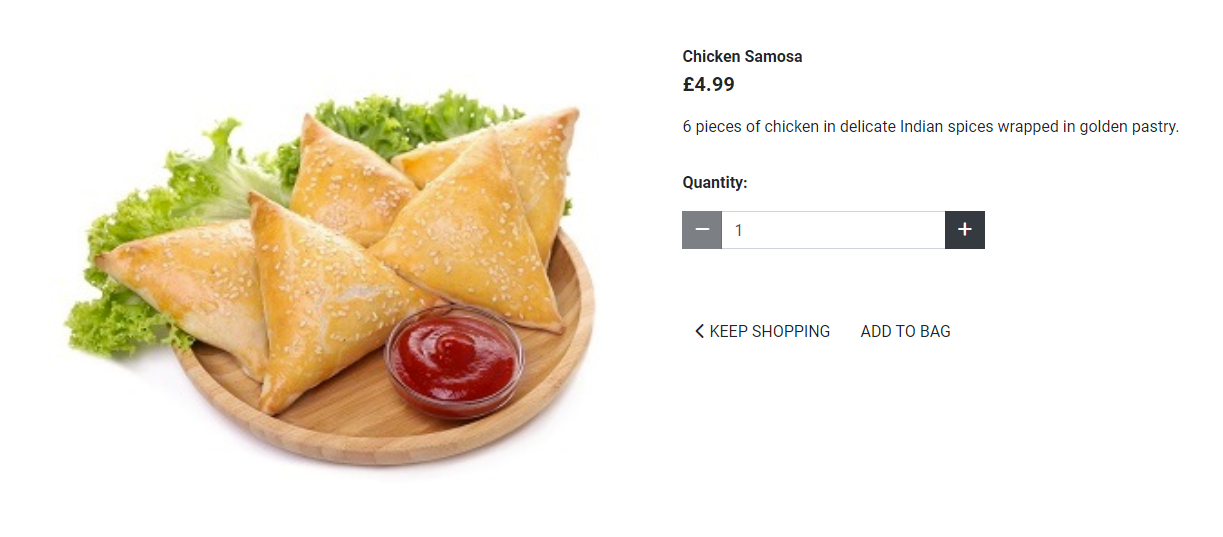 Chicken Samosa
£4.99
6 pieces of chicken in delicate Indian spices wrapped in golden pastry.
Quantity:
1
KEEP SHOPPING ADD TO BAG